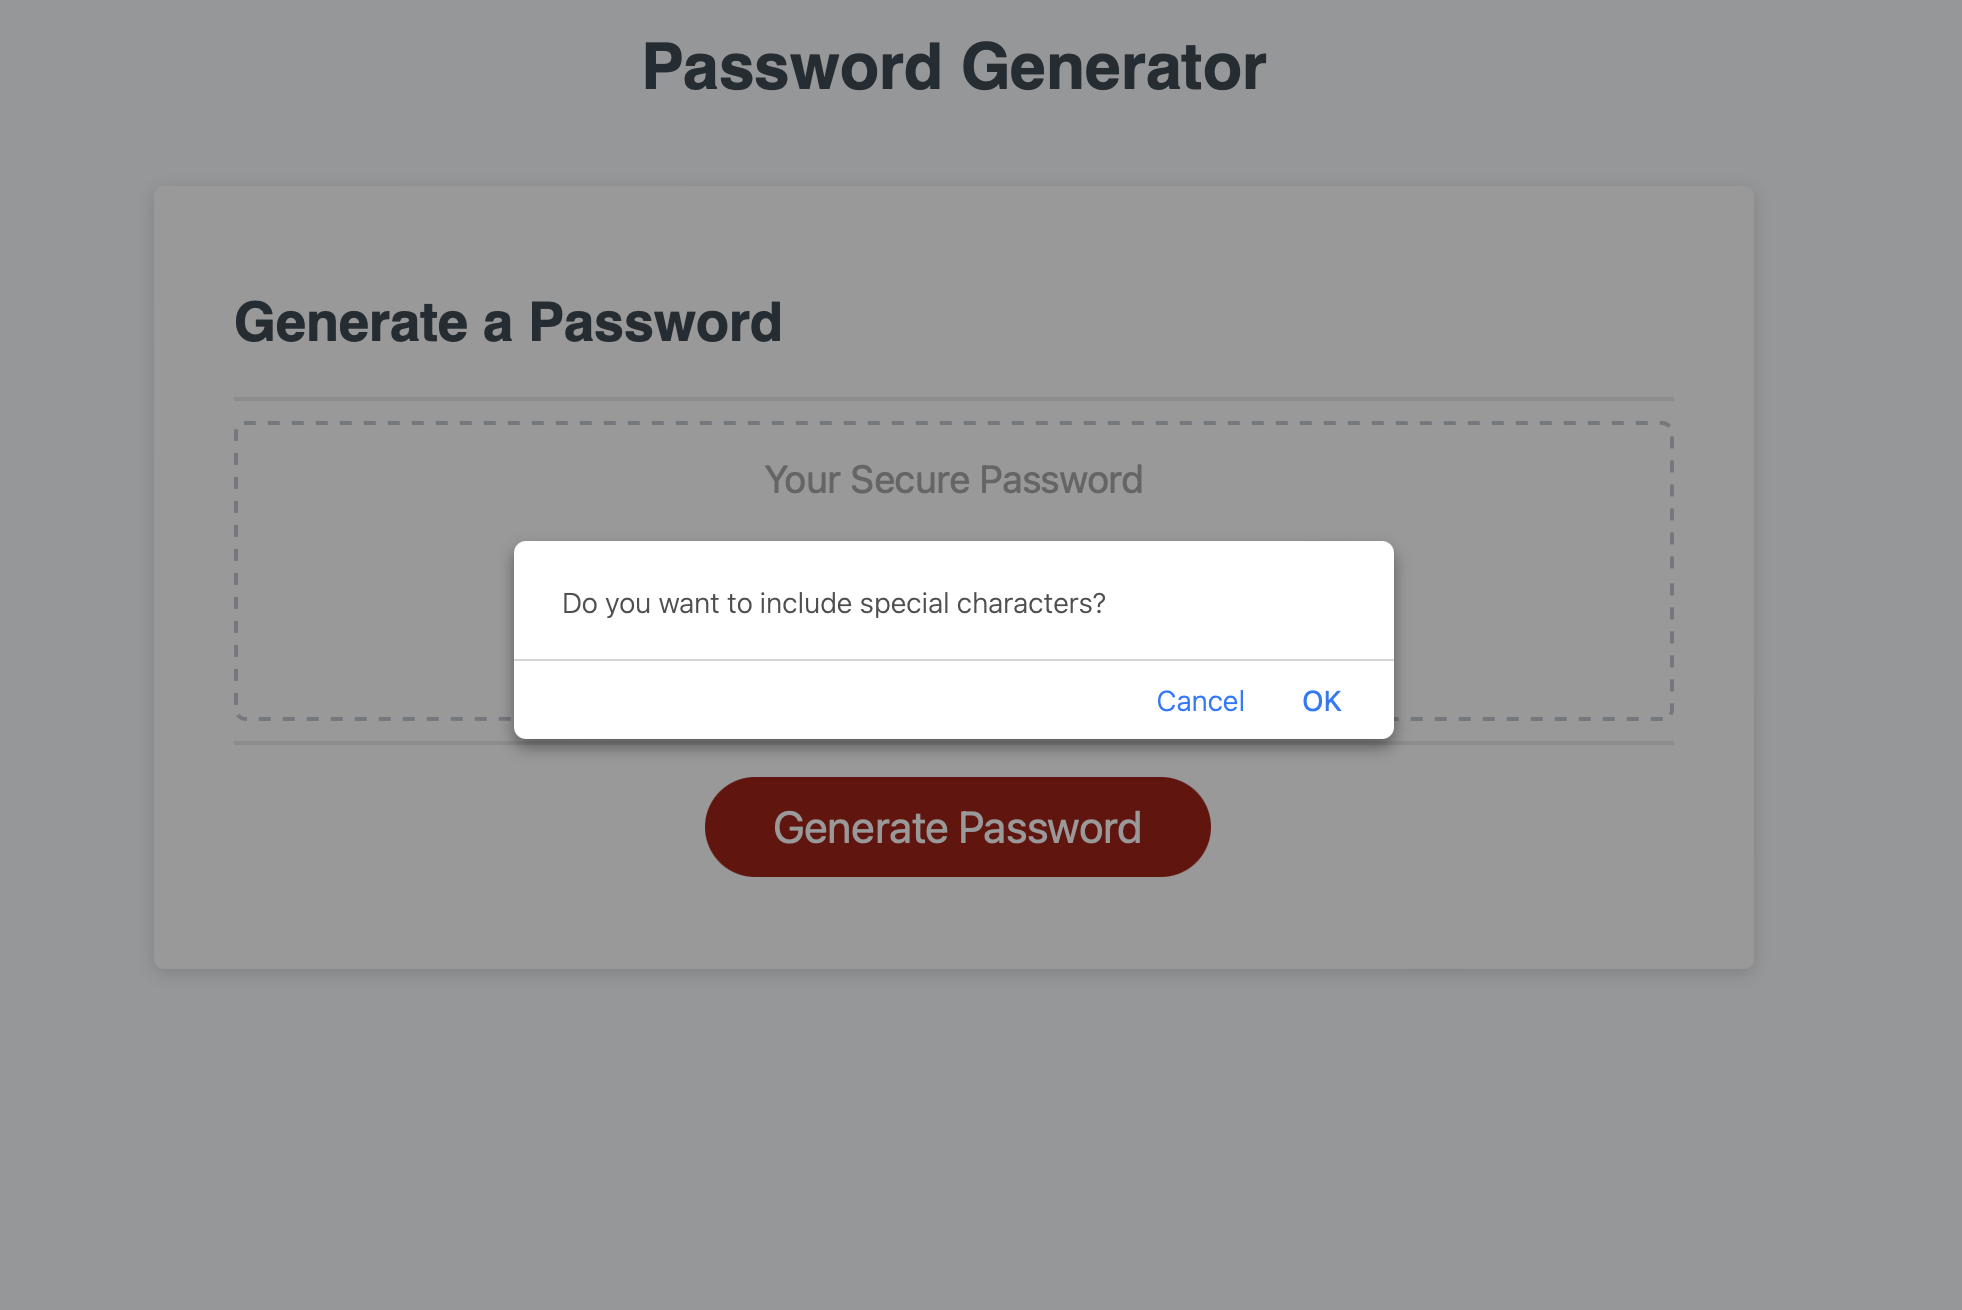 Password Generator
Generate a Password
Your Secure Password
Do you want to include special characters?
Cancel OK
Generate Password